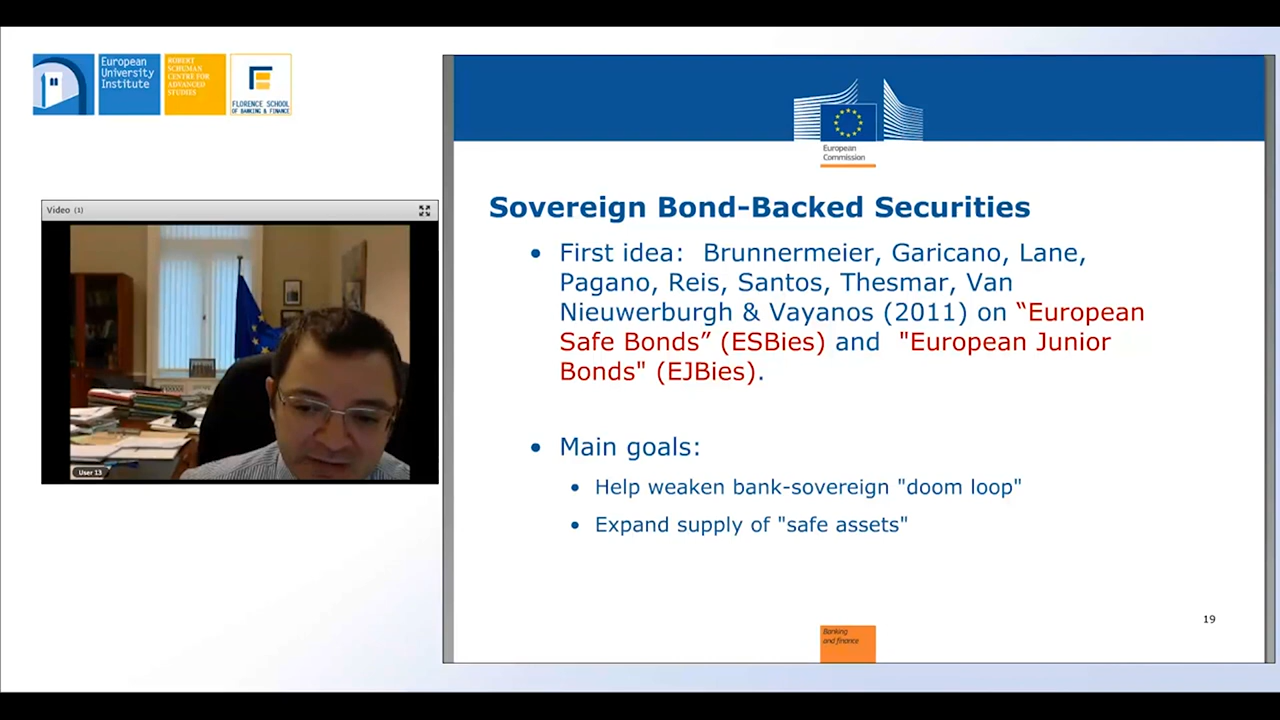 European
University
Institute
ROBERT
SCHUMAN
CENTRE FOR
ADVANCED
STUDIES
FLORENCE SCHOOL
OF BANKING & FINANCE
Video (1)
User 13
European
Commission
Sovereign Bond-Backed Securities
• First idea: Brunnermeier, Garicano, Lane,
Pagano, Reis, Santos, Thesmar, Van
Nieuwerburgh & Vayanos (2011) on “European
Safe Bonds” (ESBies) and "European Junior
Bonds" (EJBies).
• Main goals:
• Help weaken bank-sovereign "doom loop"
• Expand supply of "safe assets"
19
Banking
and finance